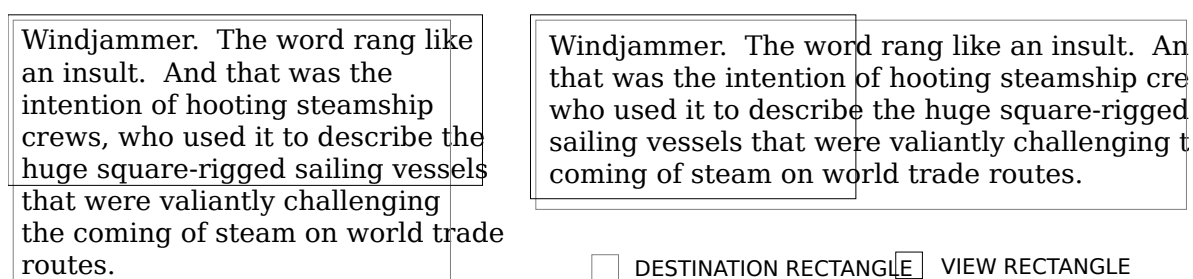 Windjammer.  The word rang like
an insult.  And that was the
intention of hooting steamship
crews, who used it to describe the
huge square-rigged sailing vessels
that were valiantly challenging
the coming of steam on world trade
routes.
Windjammer.  The word rang like an insult.  An
that was the intention of hooting steamship cre
who used it to describe the huge square-rigged
sailing vessels that were valiantly challenging t
coming of steam on world trade routes.
DESTINATION RECTANGLE
VIEW RECTANGLE